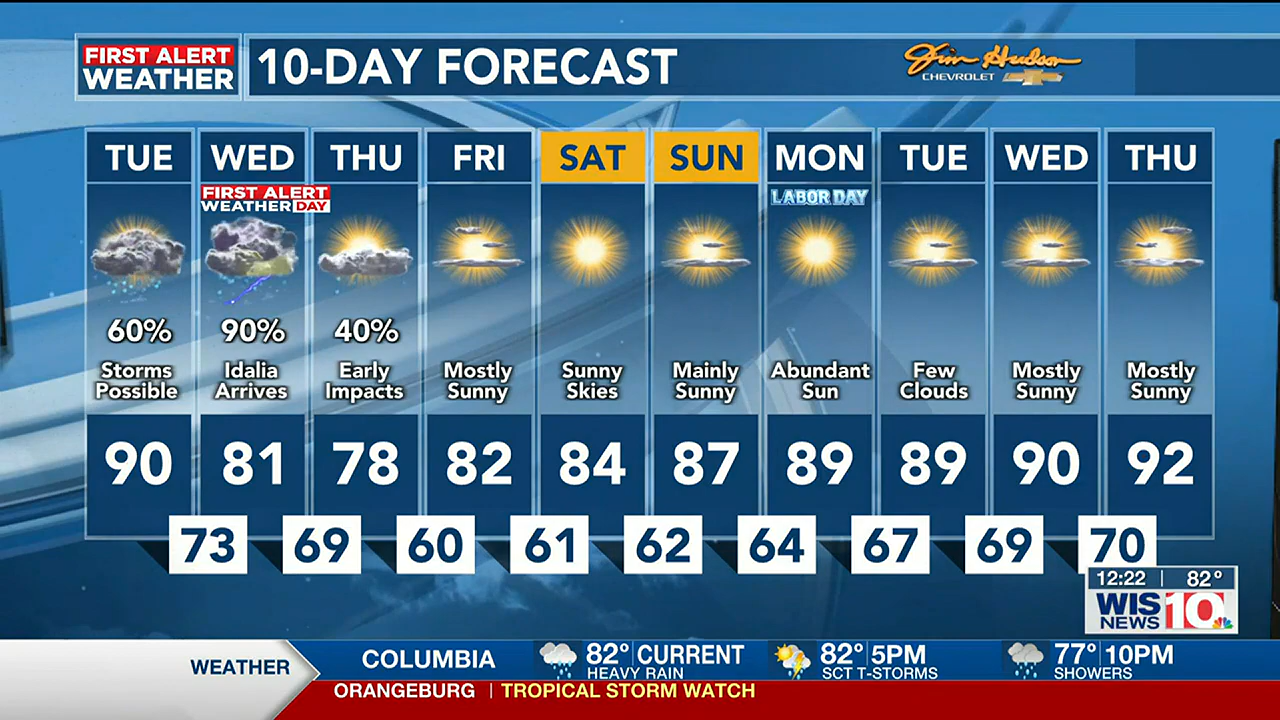 FIRST ALERT
WEATHER
10-DAY FORECAST
Jim Hudson
CHEVROLET
TUE WED THU FRI SAT SUN MON TUE WED THU
FIRST ALERT
WEATHER DAY
LABOR DAY
60% 90% 40%
Storms Idalia Early Mostly Sunny Mainly Abundant Few Mostly Mostly
Possible Arrives Impacts Sunny Skies Sunny Sun Clouds Sunny Sunny
90 81 78 82 84 87 89 89 90 92
73 69 60 61 62 64 67 69 70
12:22 | 82°
WIS 10
NEWS
WEATHER COLUMBIA 82° CURRENT 82° 5PM 77° 10PM
HEAVY RAIN SCT T-STORMS SHOWERS
ORANGEBURG | TROPICAL STORM WATCH